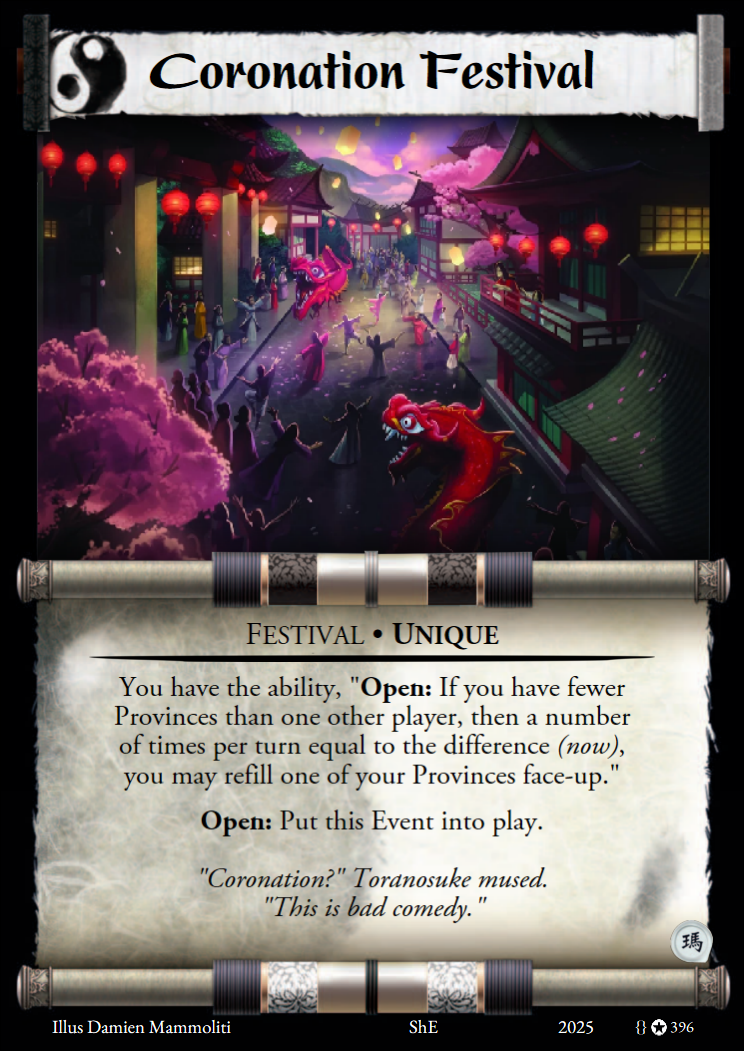 Coronation Festival
FESTIVAL • UNIQUE
You have the ability, "Open: If you have fewer
Provinces than one other player, then a number
of times per turn equal to the difference (now),
you may refill one of your Provinces face-up."
Open: Put this Event into play.
"Coronation?" Toranosuke mused.
"This is bad comedy."
瑪
Illus Damien Mammoliti ShE 2025 {} ✪ 396